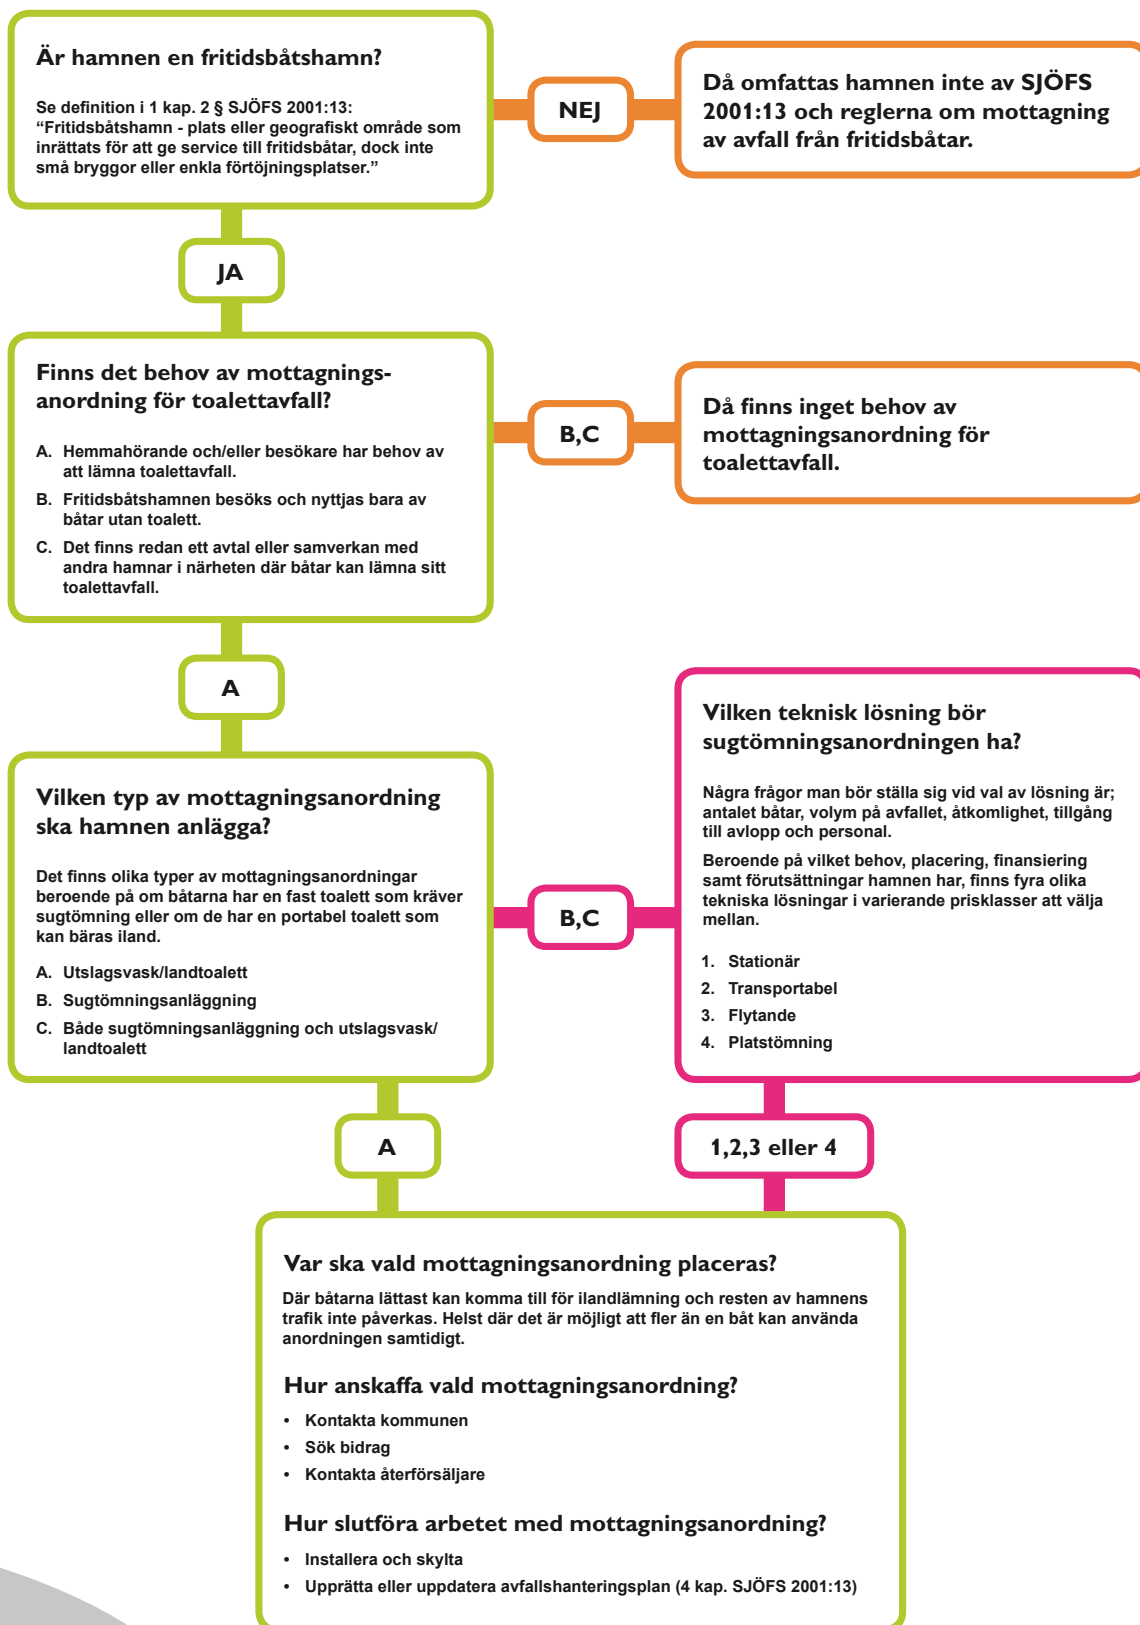 Är hamnen en fritidsbåtshamn?
Se definition i 1 kap. 2 § SJÖFS 2001:13:
“Fritidsbåtshamn - plats eller geografiskt område som
inrättats för att ge service till fritidsbåtar, dock inte
små bryggor eller enkla förtöjningsplatser.”
NEJ
Då omfattas hamnen inte av SJÖFS
2001:13 och reglerna om mottagning
av avfall från fritidsbåtar.
JA
Finns det behov av mottagnings-
anordning för toalettavfall?
A. Hemmahörande och/eller besökare har behov av
att lämna toalettavfall.
B. Fritidsbåtshamnen besöks och nyttjas bara av
båtar utan toalett.
C. Det finns redan ett avtal eller samverkan med
andra hamnar i närheten där båtar kan lämna sitt
toalettavfall.
B,C
Då finns inget behov av
mottagningsanordning för
toalettavfall.
A
Vilken typ av mottagningsanordning
ska hamnen anlägga?
Det finns olika typer av mottagningsanordningar
beroende på om båtarna har en fast toalett som kräver
sugtömning eller om de har en portabel toalett som
kan bäras iland.
A. Utslagsvask/landtoalett
B. Sugtömningsanläggning
C. Både sugtömningsanläggning och utslagsvask/
landtoalett
B,C
Vilken teknisk lösning bör
sugtömningsanordningen ha?
Några frågor man bör ställa sig vid val av lösning är;
antalet båtar, volym på avfallet, åtkomlighet, tillgång
till avlopp och personal.
Beroende på vilket behov, placering, finansiering
samt förutsättningar hamnen har, finns fyra olika
tekniska lösningar i varierande prisklasser att välja
mellan.
1. Stationär
2. Transportabel
3. Flytande
4. Platstömning
A
1,2,3 eller 4
Var ska vald mottagningsanordning placeras?
Där båtarna lättast kan komma till för ilandlämning och resten av hamnens
trafik inte påverkas. Helst där det är möjligt att fler än en båt kan använda
anordningen samtidigt.
Hur anskaffa vald mottagningsanordning?
• Kontakta kommunen
• Sök bidrag
• Kontakta återförsäljare
Hur slutföra arbetet med mottagningsanordning?
• Installera och skylta
• Upprätta eller uppdatera avfallshanteringsplan (4 kap. SJÖFS 2001:13)